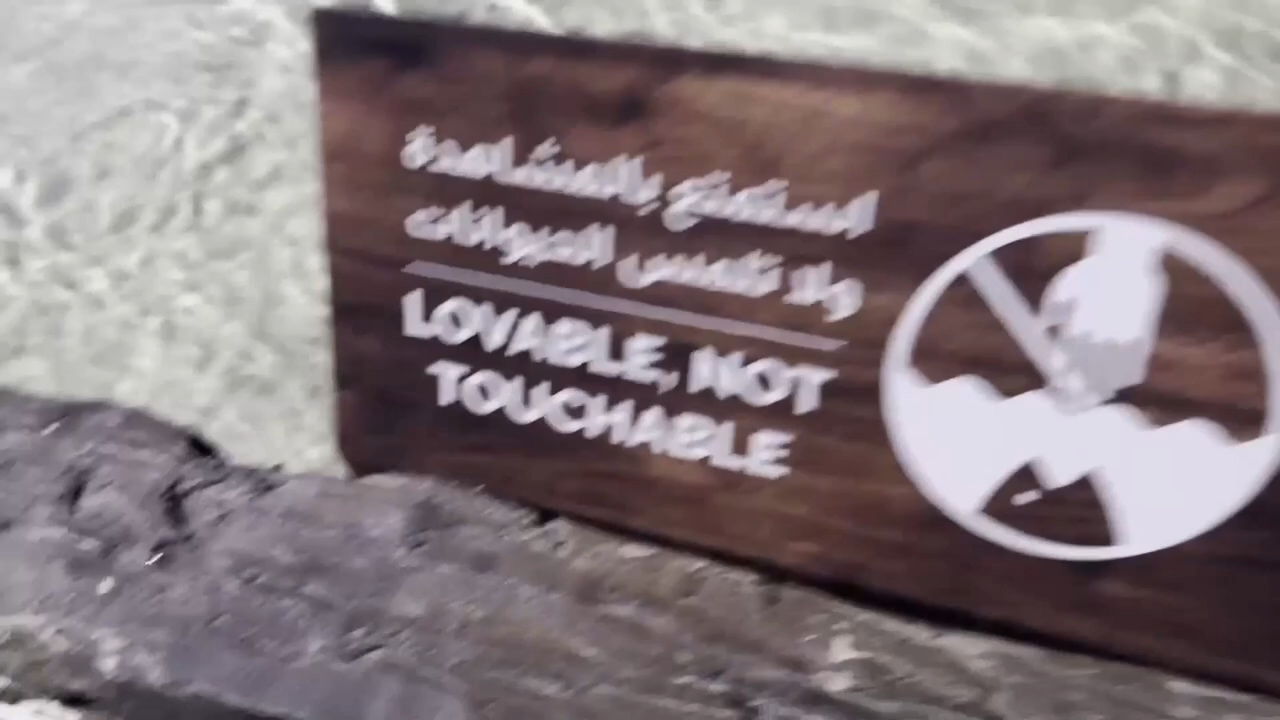 استمتع بالمشاهدة
ولا تلمس الحيوانات
LOVABLE, NOT
TOUCHABLE